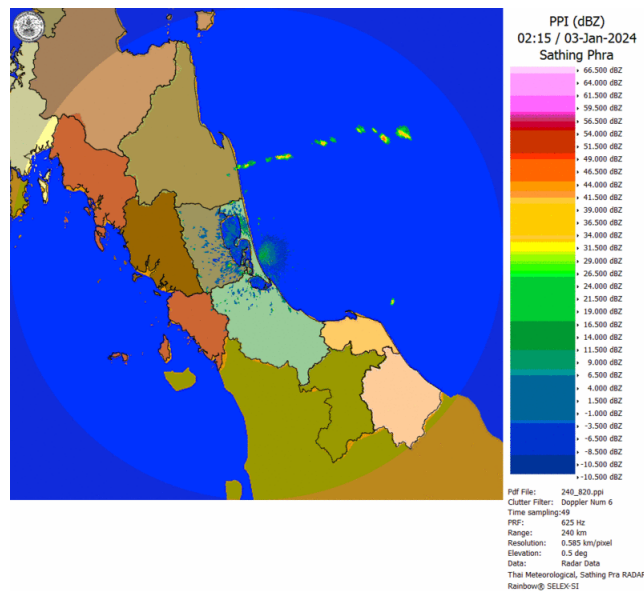 PPI (dBZ)
02:15 / 03-Jan-2024
Sathing Phra
66.500 dBZ
64.000 dBZ
61.500 dBZ
59.500 dBZ
56.500 dBZ
54.000 dBZ
51.500 dBZ
49.000 dBZ
46.500 dBZ
44.000 dBZ
41.500 dBZ
39.000 dBZ
36.500 dBZ
34.000 dBZ
31.500 dBZ
29.000 dBZ
26.500 dBZ
24.000 dBZ
21.500 dBZ
19.000 dBZ
16.500 dBZ
14.000 dBZ
11.500 dBZ
9.000 dBZ
6.500 dBZ
4.000 dBZ
1.500 dBZ
-1.000 dBZ
-3.500 dBZ
-6.500 dBZ
-8.500 dBZ
-10.500 dBZ
-10.500 dBZ
Pdf File: 240_820.ppi
Clutter Filter: Doppler Num 6
Time sampling:49
PRF: 625 Hz
Range: 240 km
Resolution: 0.585 km/pixel
Elevation: 0.5 deg
Data: Radar Data
Thai Meteorological, Sathing Pra RADAR
Rainbow® SELEX-SI